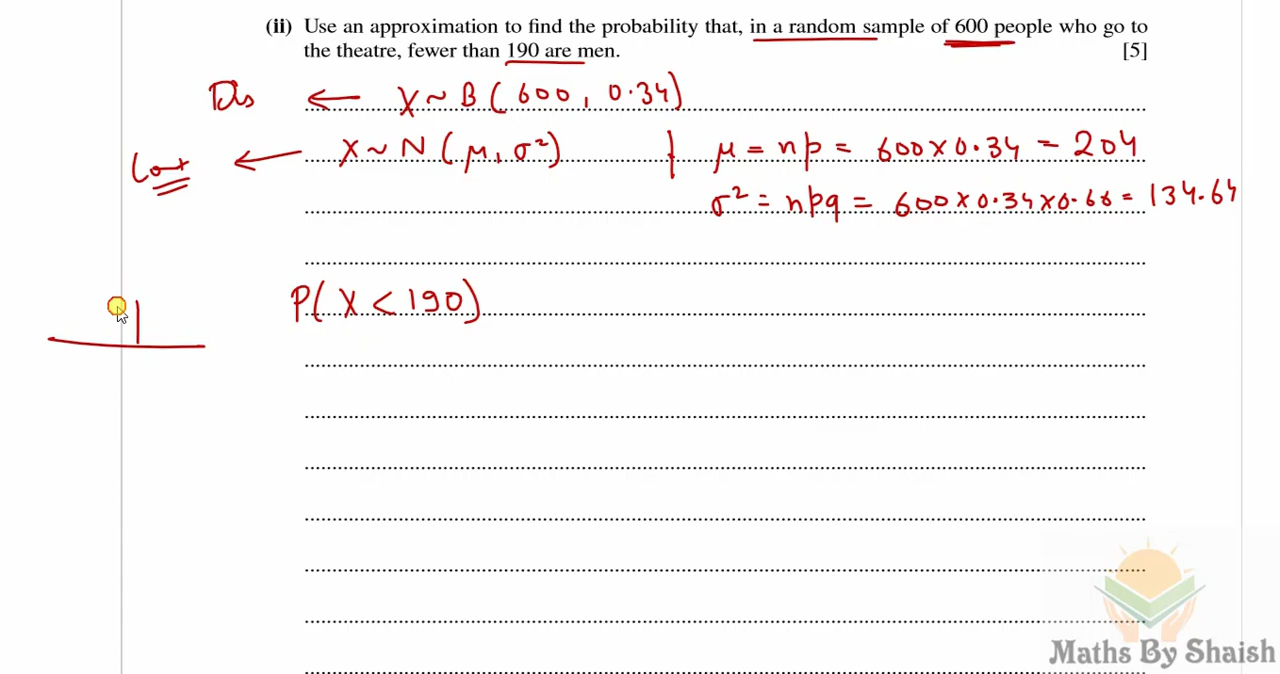 (ii) Use an approximation to find the probability that, in a random sample of 600 people who go to
the theatre, fewer than 190 are men. [5]
Dis ← X ~ B ( 600 , 0.34)
← X ~ N ( μ , σ²) } μ = np = 600 × 0.34 = 204
σ² = npq = 600 × 0.34 × 0.66 = 134.64
P( X < 190)
Maths By Shaish